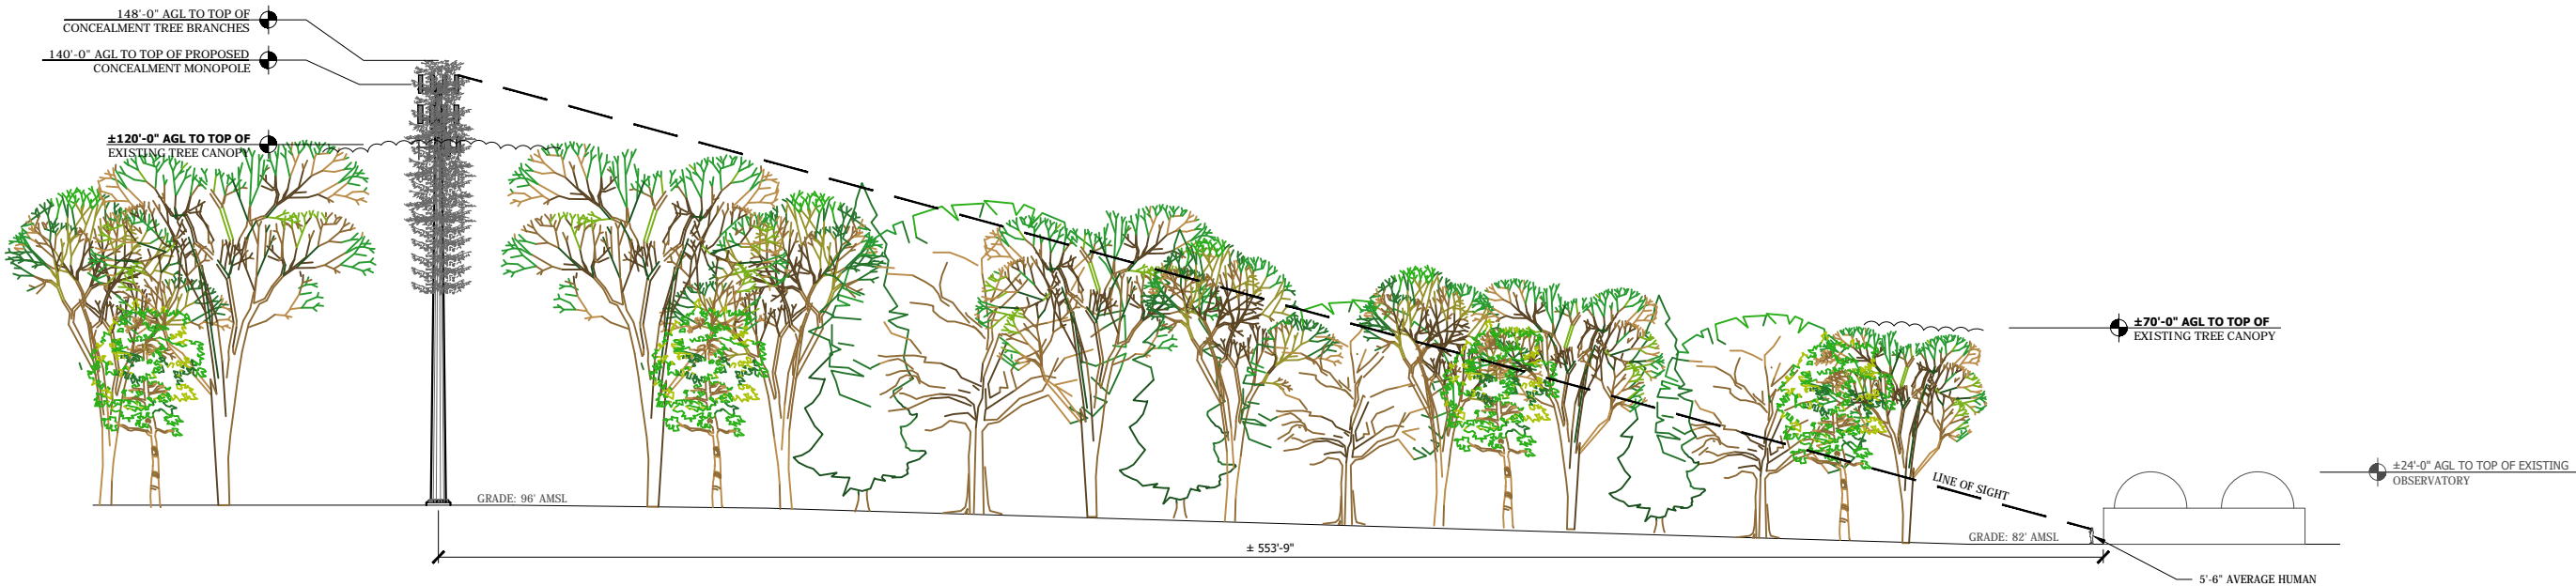 148'-0" AGL TO TOP OF
CONCEALMENT TREE BRANCHES
140'-0" AGL TO TOP OF PROPOSED
CONCEALMENT MONOPOLE
±120'-0" AGL TO TOP OF
EXISTING TREE CANOPY
±70'-0" AGL TO TOP OF
EXISTING TREE CANOPY
±24'-0" AGL TO TOP OF EXISTING
OBSERVATORY
LINE OF SIGHT
GRADE: 96' AMSL
GRADE: 82' AMSL
± 553'-9"
5'-6" AVERAGE HUMAN